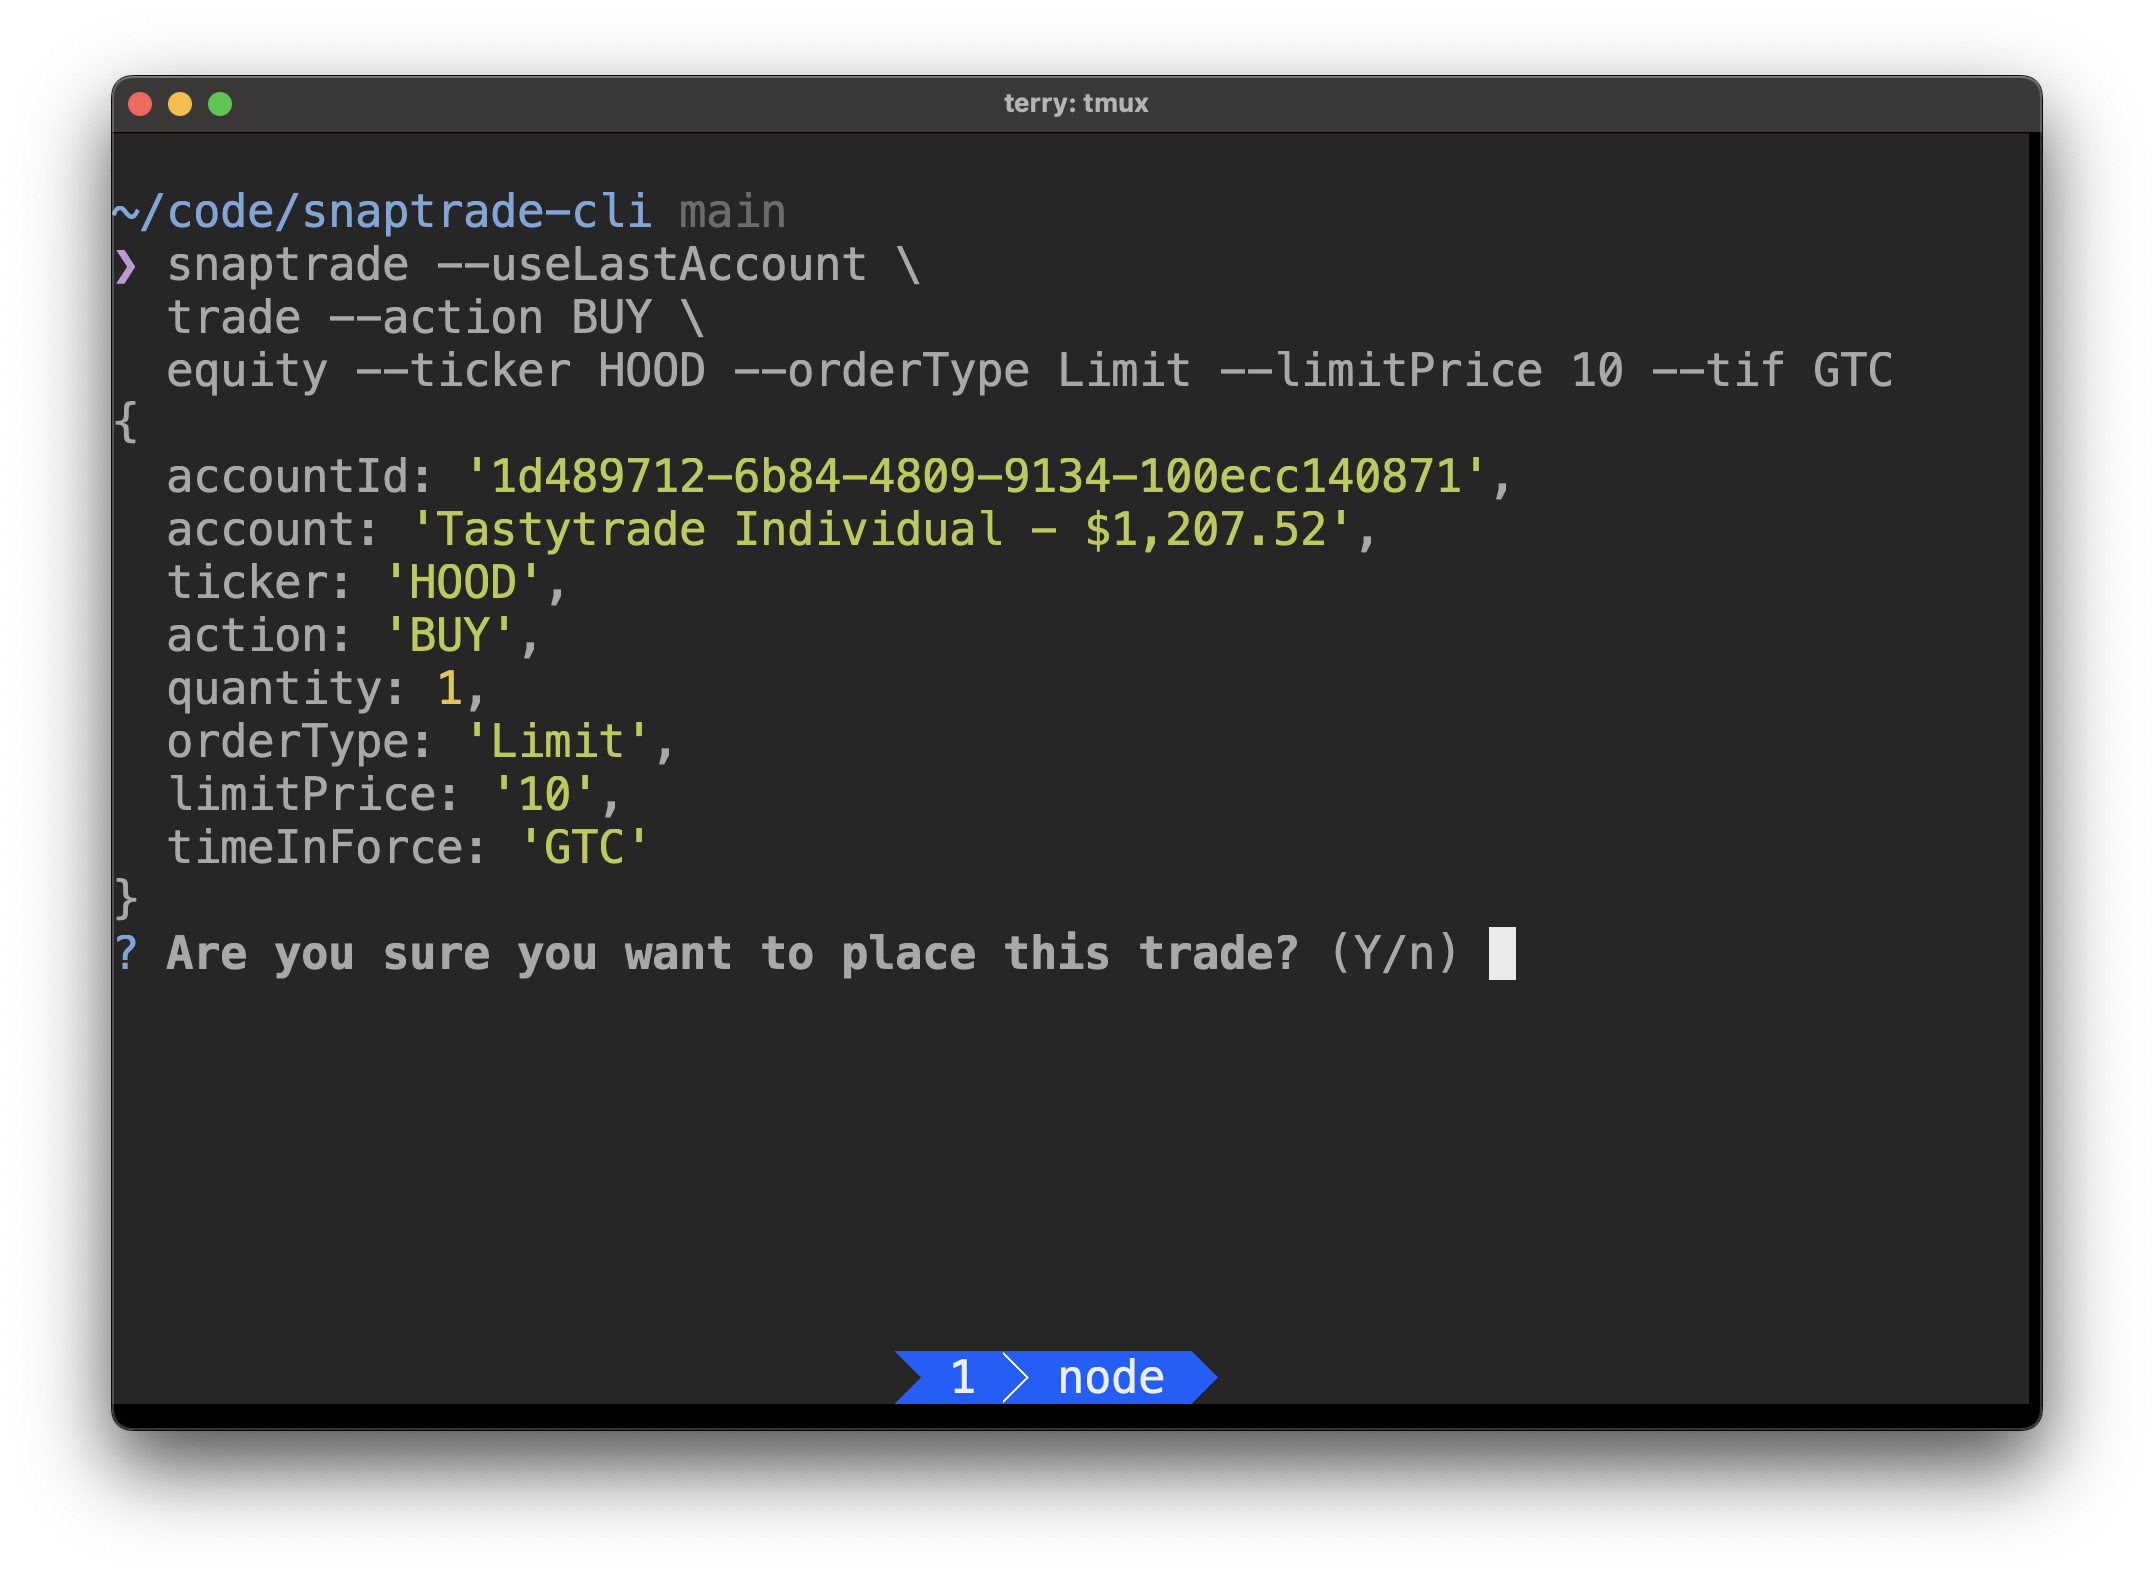 terry: tmux
~/code/snaptrade-cli main
❯ snaptrade --useLastAccount \
trade --action BUY \
equity --ticker HOOD --orderType Limit --limitPrice 10 --tif GTC
{
accountId: '1d489712-6b84-4809-9134-100ecc140871',
account: 'Tastytrade Individual - $1,207.52',
ticker: 'HOOD',
action: 'BUY',
quantity: 1,
orderType: 'Limit',
limitPrice: '10',
timeInForce: 'GTC'
}
? Are you sure you want to place this trade? (Y/n)
1 node